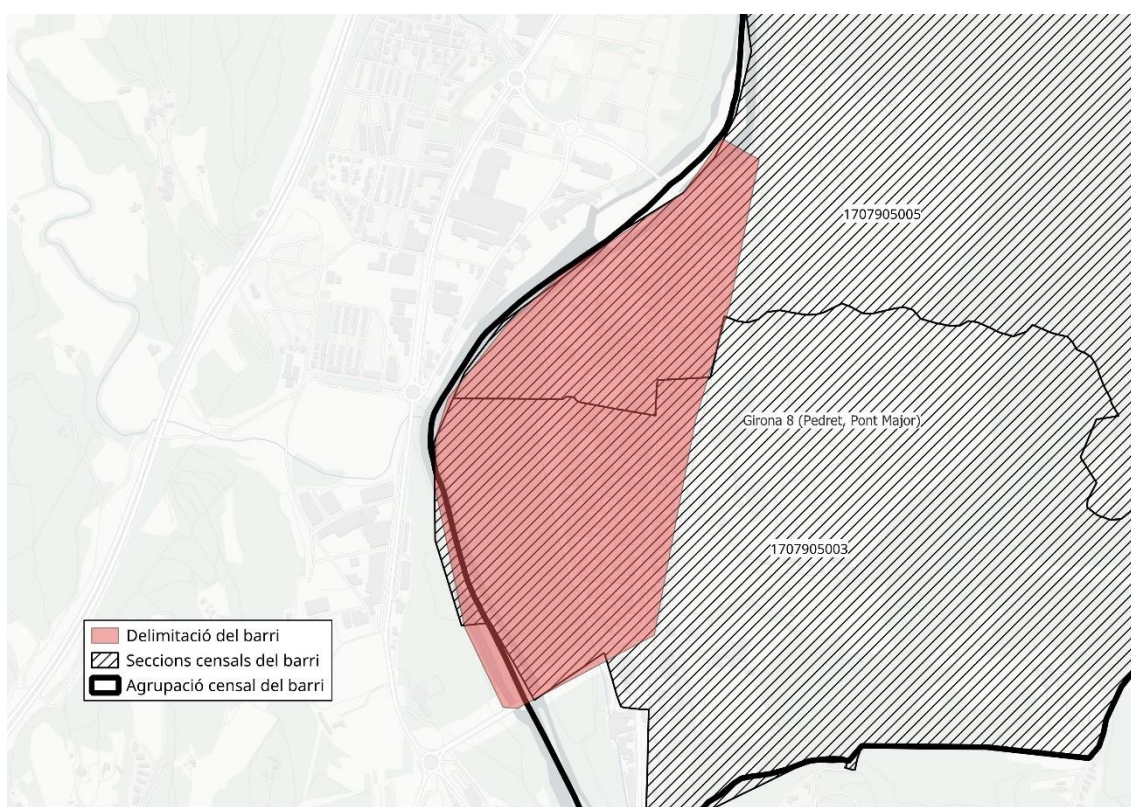 1707905005
Girona 8 (Pedret, Pont Major)
1707905003
Delimitació del barri
Seccions censals del barri
Agrupació censal del barri